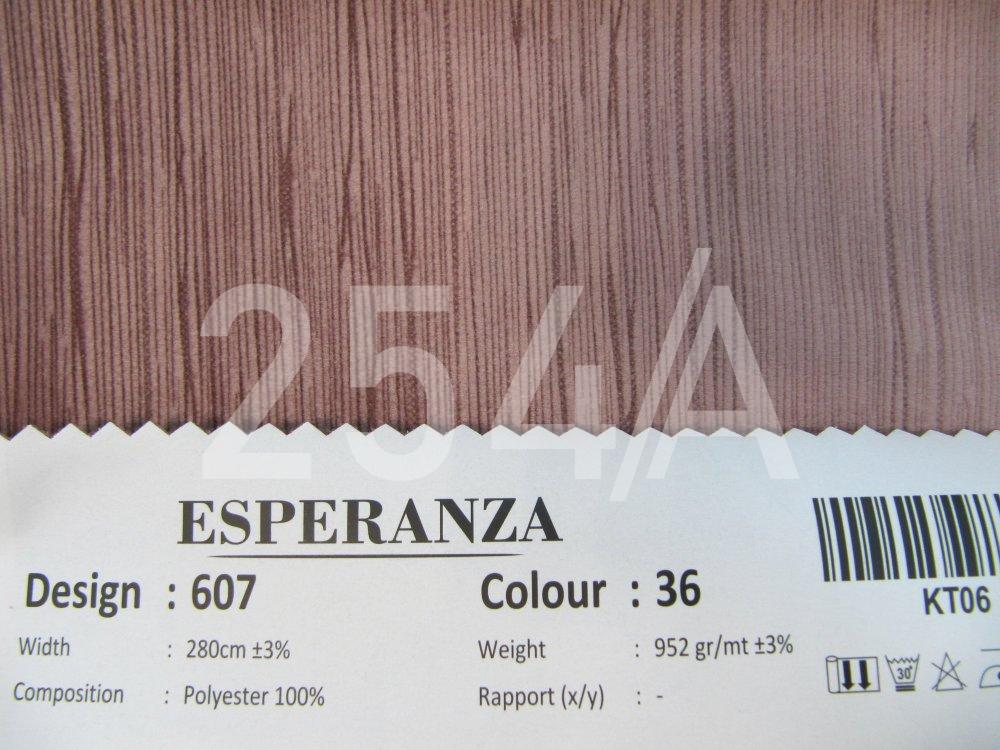 254/A
ESPERANZA
Design : 607 Colour : 36
KT06
Width : 280cm ±3% Weight : 952 gr/mt ±3%
30°
Composition : Polyester 100% Rapport (x/y) : -